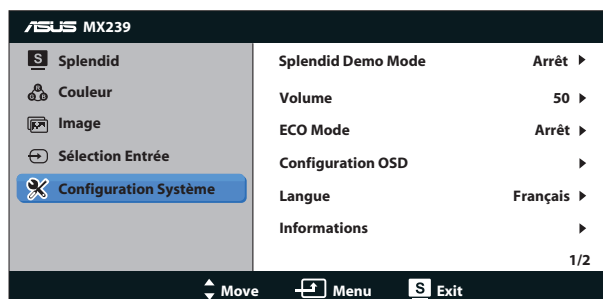 ASUS MX239
S Splendid
Couleur
Image
Sélection Entrée
Configuration Système
Splendid Demo Mode Arrêt
Volume 50
ECO Mode Arrêt
Configuration OSD
Langue Français
Informations
1/2
Move Menu S Exit